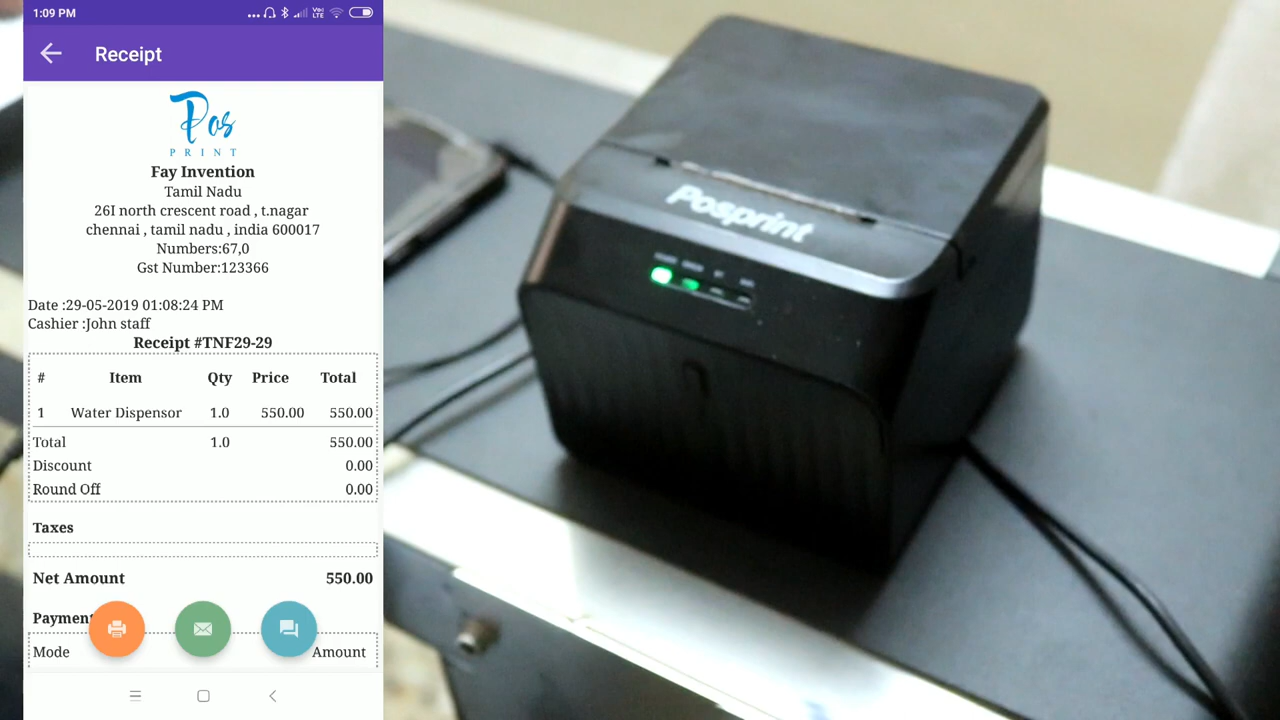 1:09 PM
Receipt
Pos
PRINT
Fay Invention
Tamil Nadu
26I north crescent road , t.nagar
chennai , tamil nadu , india 600017
Numbers:67,0
Gst Number:123366
Date :29-05-2019 01:08:24 PM
Cashier :John staff
Receipt #TNF29-29
# Item Qty Price Total
1 Water Dispensor 1.0 550.00 550.00
Total 1.0 550.00
Discount 0.00
Round Off 0.00
Taxes
Net Amount 550.00
Payment
Mode Amount
Posprint